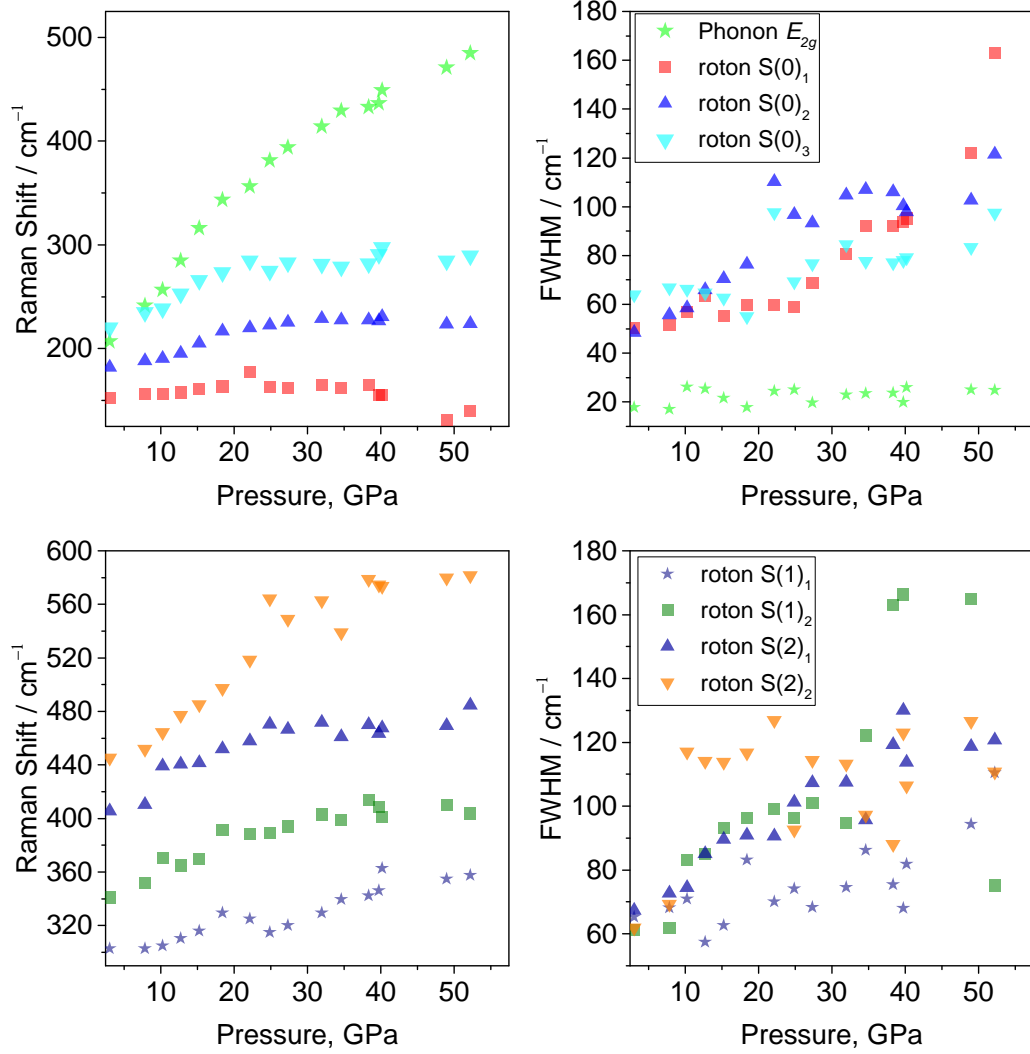 500
400
300
200
Raman Shift / cm⁻¹
10 20 30 40 50
Pressure, GPa
180
160
140
120
100
80
60
40
20
FWHM / cm⁻¹
Phonon E₂g
roton S(0)₁
roton S(0)₂
roton S(0)₃
10 20 30 40 50
Pressure, GPa
600
560
520
480
440
400
360
320
Raman Shift / cm⁻¹
10 20 30 40 50
Pressure, GPa
180
160
140
120
100
80
60
FWHM / cm⁻¹
roton S(1)₁
roton S(1)₂
roton S(2)₁
roton S(2)₂
10 20 30 40 50
Pressure, GPa